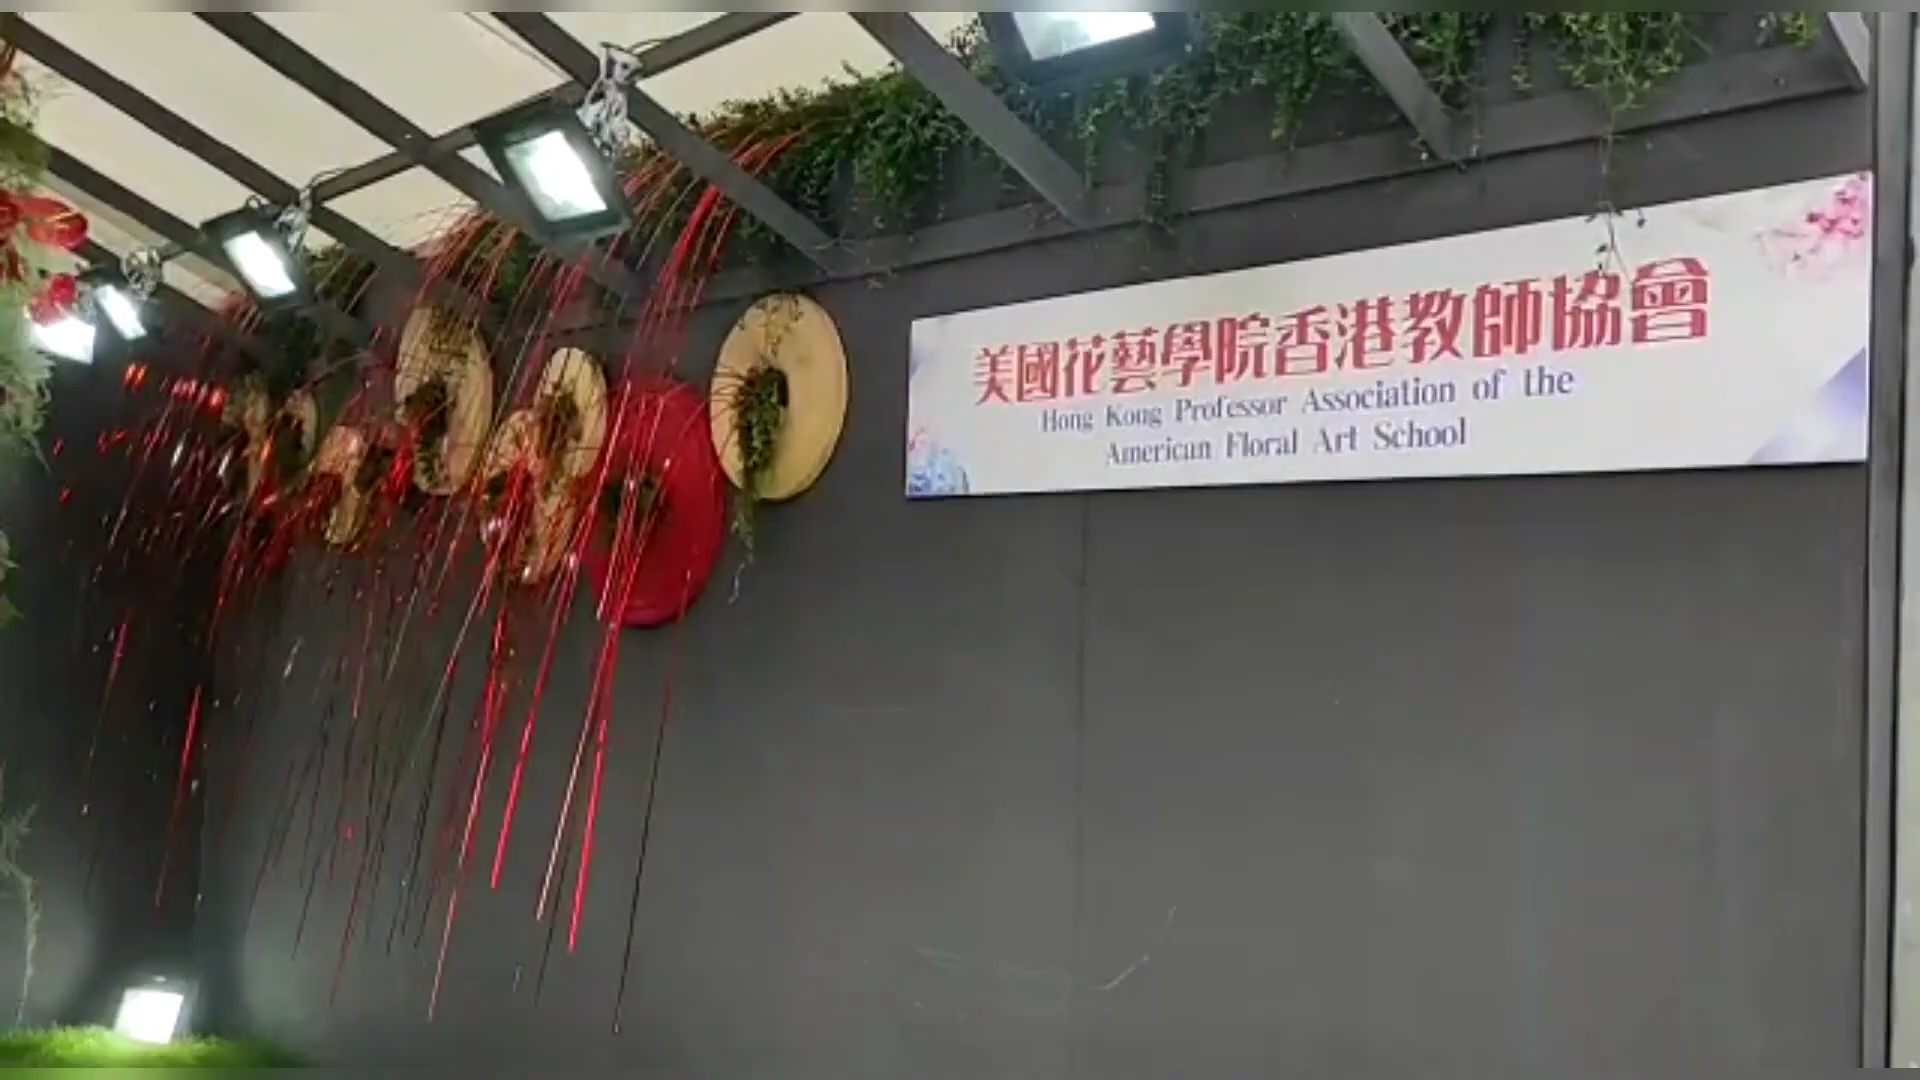 美國花藝學院香港教師協會
Hong Kong Professor Association of the
American Floral Art School